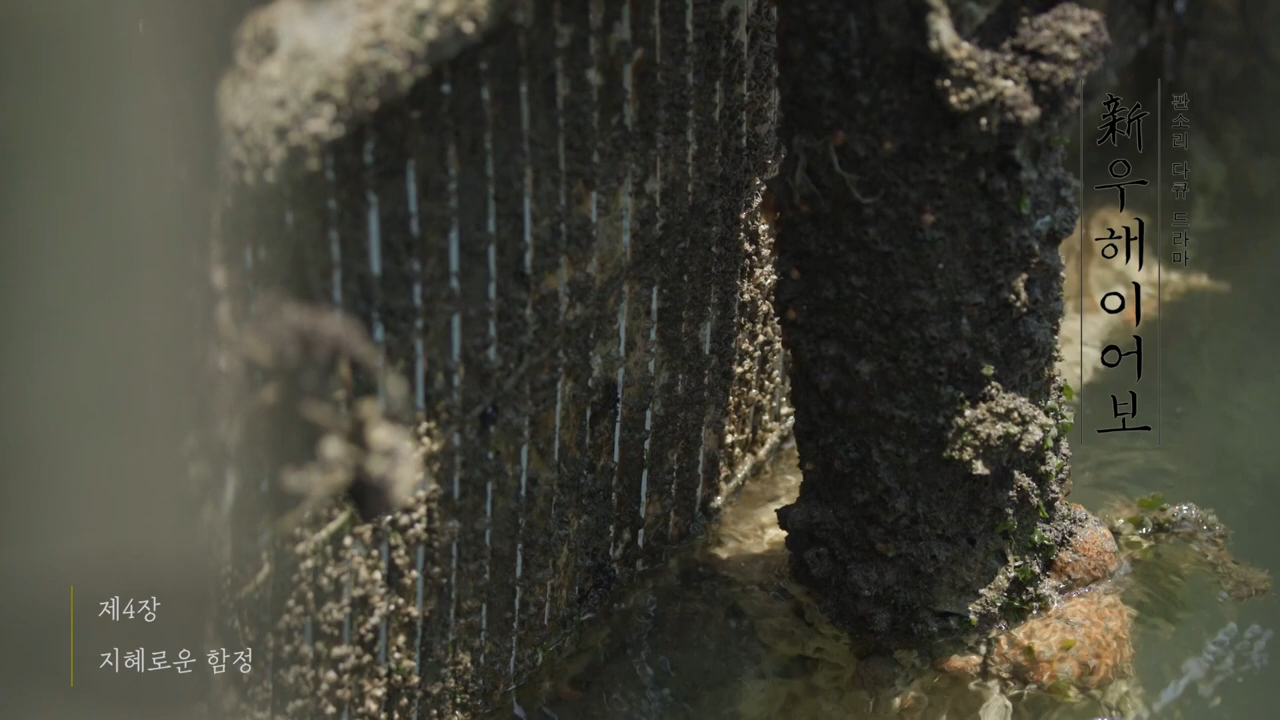 판소리 다큐 드라마
新우해이어보
제4장
지혜로운 함정